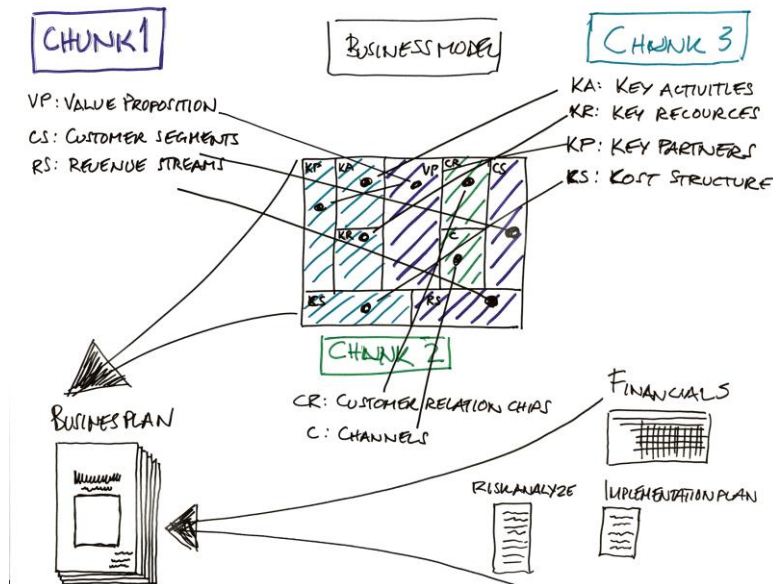 CHUNK 1
BUSINESS MODEL
CHUNK 3
VP: VALUE PROPOSITION
CS: CUSTOMER SEGMENTS
RS: REVENUE STREAMS
KA: KEY ACTIVITIES
KR: KEY RECOURCES
KP: KEY PARTNERS
KS: KOST STRUCTURE
KP
KA
VP
CR
CS
KR
C
KS
RS
CHUNK 2
CR: CUSTOMER RELATION CHIPS
C: CHANNELS
BUSINESPLAN
FINANCIALS
RISKANALYZE
IMPLEMENTATIONPLAN